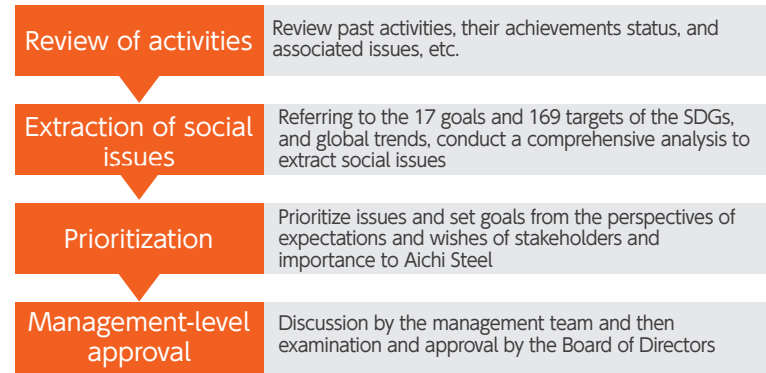 Review of activities
Review past activities, their achievements status, and
associated issues, etc.
Extraction of social
issues
Referring to the 17 goals and 169 targets of the SDGs,
and global trends, conduct a comprehensive analysis to
extract social issues
Prioritization
Prioritize issues and set goals from the perspectives of
expectations and wishes of stakeholders and
importance to Aichi Steel
Management-level
approval
Discussion by the management team and then
examination and approval by the Board of Directors